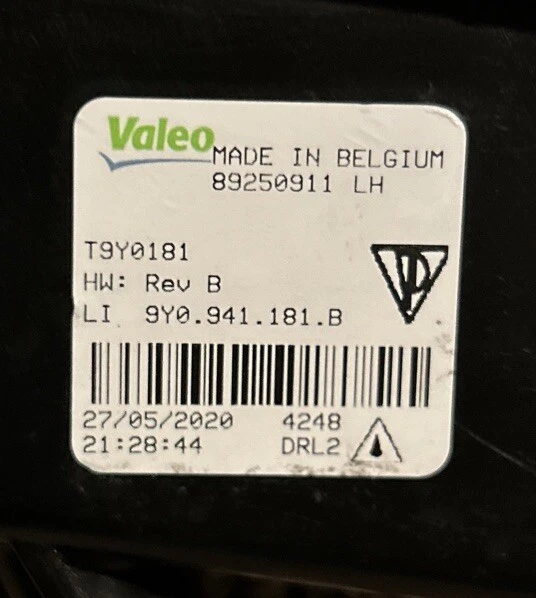 Valeo
MADE IN BELGIUM
89250911 LH
T9Y0181
HW: Rev B
LI 9Y0.941.181.B
27/05/2020 4248
21:28:44 DRL2